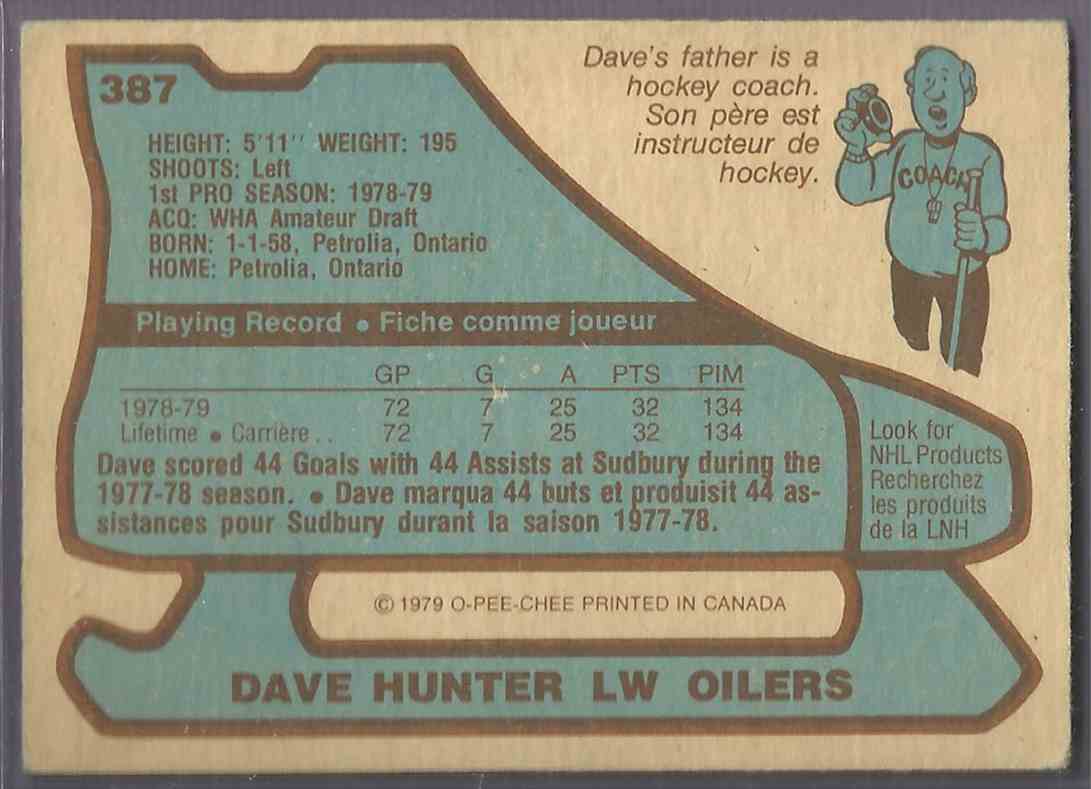 387
HEIGHT: 5'11'' WEIGHT: 195
SHOOTS: Left
1st PRO SEASON: 1978-79
ACQ: WHA Amateur Draft
BORN: 1-1-58, Petrolia, Ontario
HOME: Petrolia, Ontario
Dave's father is a
hockey coach.
Son père est
instructeur de
hockey.
COACH
Playing Record • Fiche comme joueur
GP G A PTS PIM
1978-79 72 7 25 32 134
Lifetime • Carrière . . 72 7 25 32 134
Dave scored 44 Goals with 44 Assists at Sudbury during the
1977-78 season. • Dave marqua 44 buts et produisit 44 as-
sistances pour Sudbury durant la saison 1977-78.
Look for
NHL Products
Recherchez
les produits
de la LNH
© 1979 O-PEE-CHEE PRINTED IN CANADA
DAVE HUNTER LW OILERS